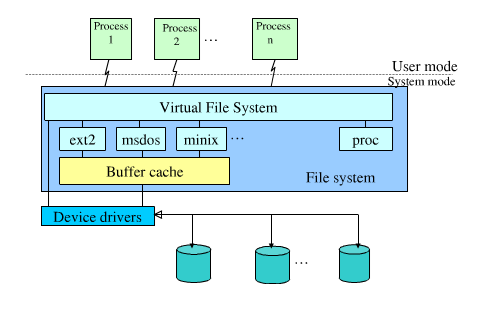 Process
1
Process
2
...
Process
n
User mode
System mode
Virtual File System
ext2
msdos
minix
...
proc
Buffer cache
File system
Device drivers
...